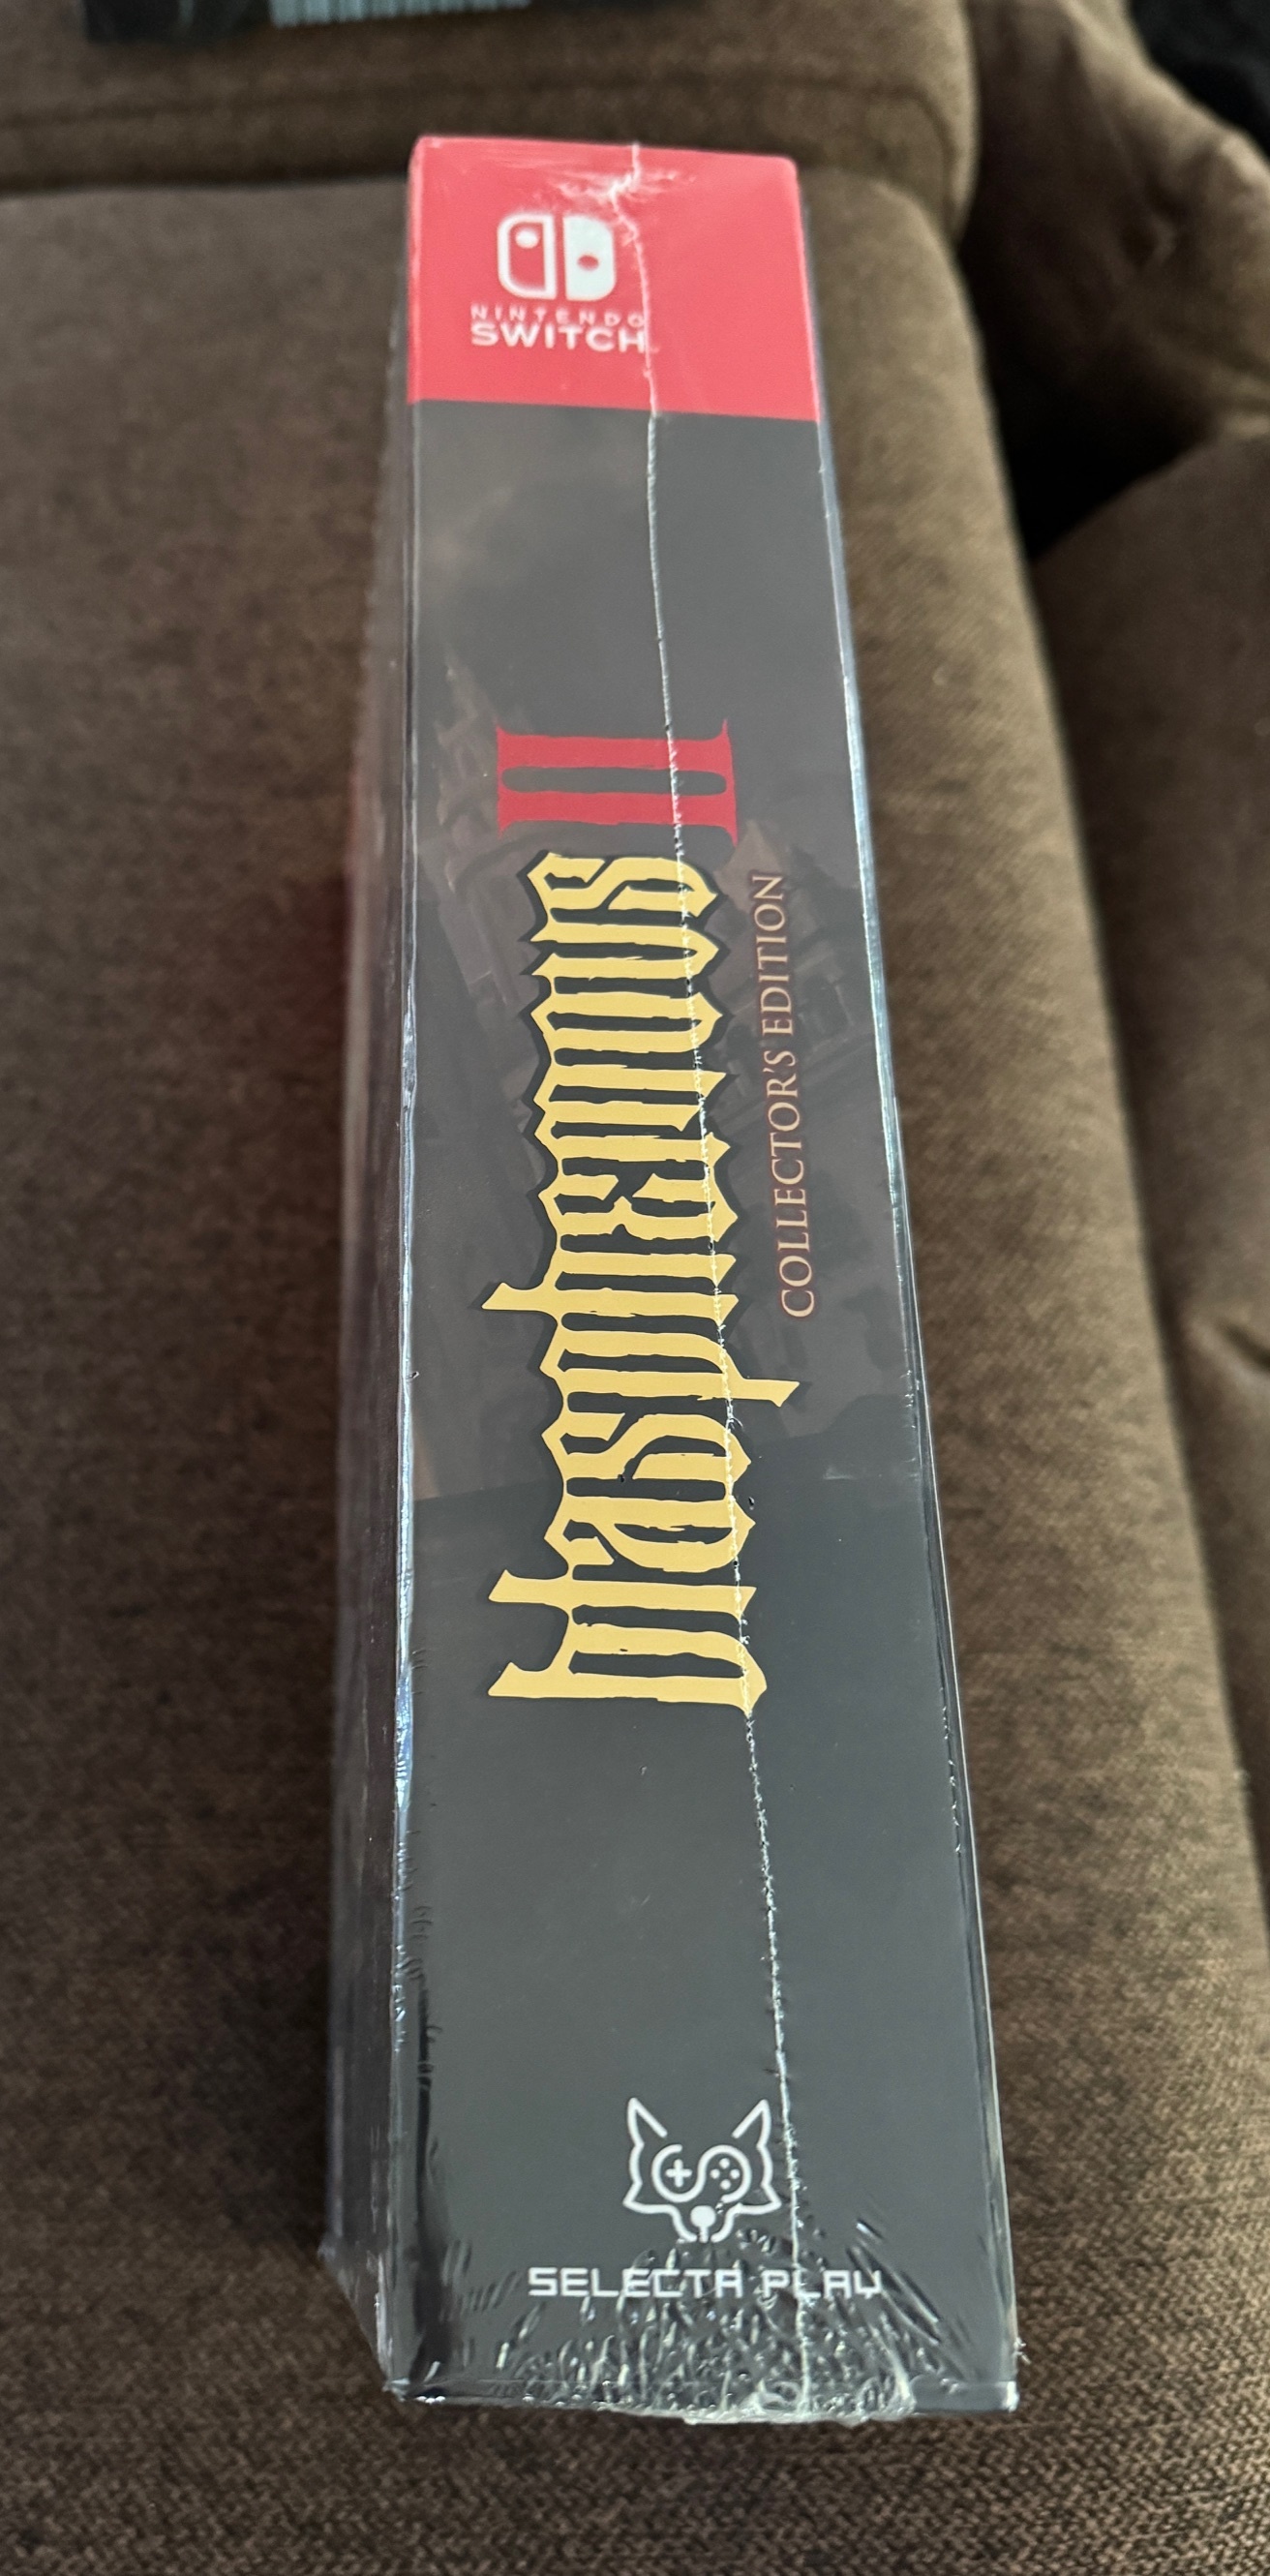 NINTENDO
SWITCH
Blasphemous II
COLLECTOR'S EDITION
SELECTA PLAY